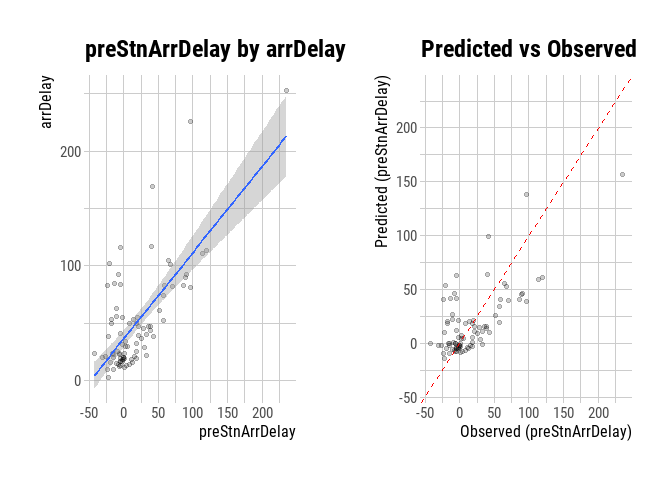 preStnArrDelay by arrDelay
arrDelay
200
100
0
-50 0 50 100 150 200
preStnArrDelay
Predicted vs Observed
Predicted (preStnArrDelay)
200
150
100
50
0
-50
-50 0 50 100 150 200
Observed (preStnArrDelay)